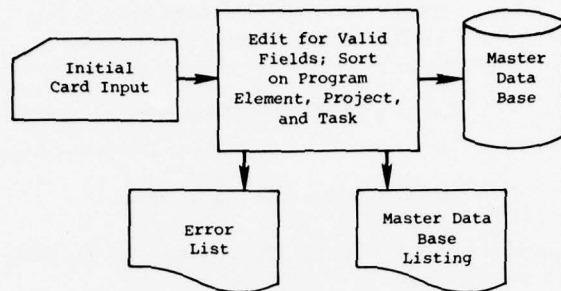 Initial
Card Input
Edit for Valid
Fields; Sort
on Program
Element, Project,
and Task
Master
Data
Base
Error
List
Master Data
Base
Listing